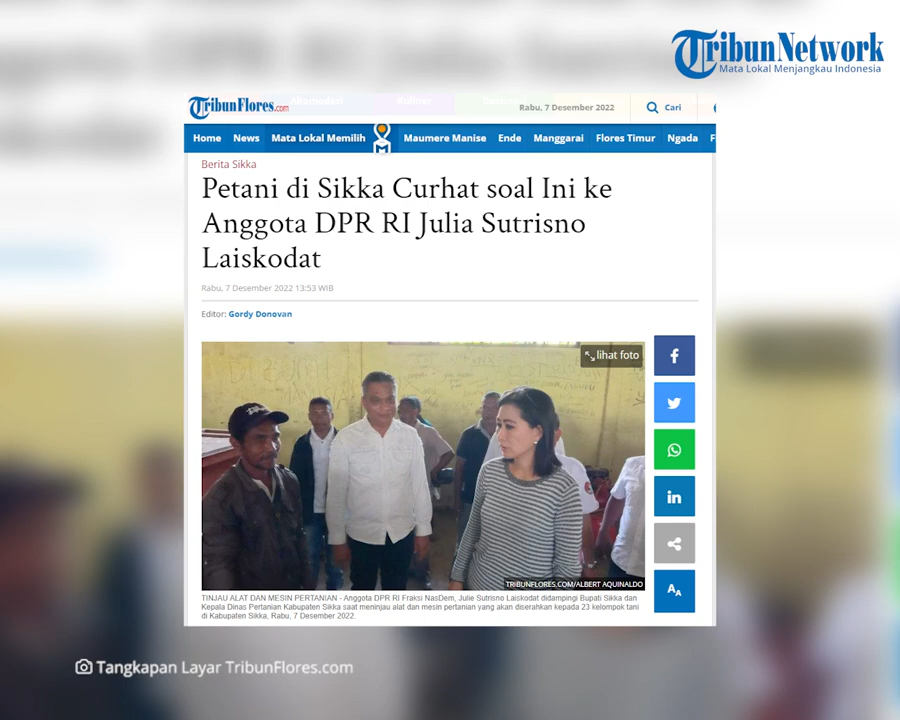 TribunNetwork
Mata Lokal Menjangkau Indonesia
TribunFlores.com
Rabu, 7 Desember 2022
Cari
Home News Mata Lokal Memilih Maumere Manise Ende Manggarai Flores Timur Ngada
Berita Sikka
Petani di Sikka Curhat soal Ini ke
Anggota DPR RI Julia Sutrisno
Laiskodat
Rabu, 7 Desember 2022 13:53 WIB
Editor: Gordy Donovan
lihat foto
TRIBUNFLORES.COM/ALBERT AQUINALDO
TINJAU ALAT DAN MESIN PERTANIAN - Anggota DPR RI Fraksi NasDem, Julie Sutrisno Laiskodat didampingi Bupati Sikka dan
Kepala Dinas Pertanian Kabupaten Sikka saat meninjau alat dan mesin pertanian yang akan diserahkan kepada 23 kelompok tani
di Kabupaten Sikka, Rabu, 7 Desember 2022.
AA
Tangkapan Layar TribunFlores.com